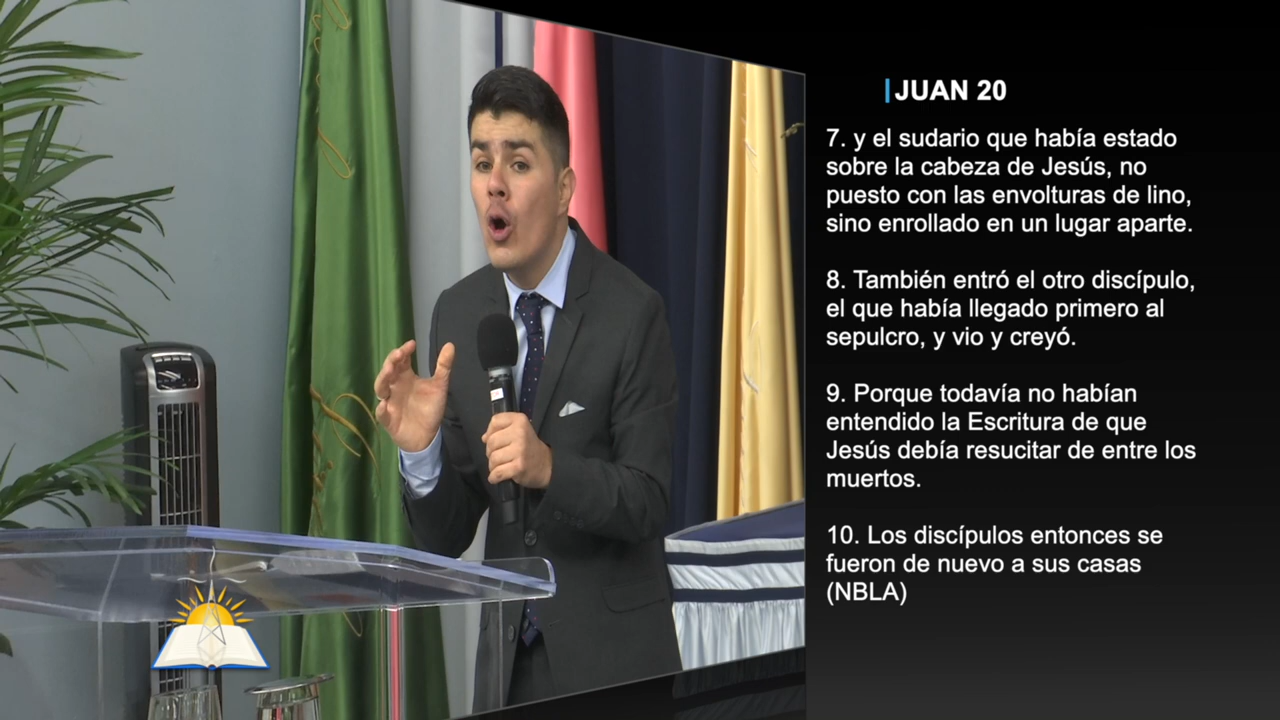 JUAN 20
7. y el sudario que había estado
sobre la cabeza de Jesús, no
puesto con las envolturas de lino,
sino enrollado en un lugar aparte.
8. También entró el otro discípulo,
el que había llegado primero al
sepulcro, y vio y creyó.
9. Porque todavía no habían
entendido la Escritura de que
Jesús debía resucitar de entre los
muertos.
10. Los discípulos entonces se
fueron de nuevo a sus casas
(NBLA)